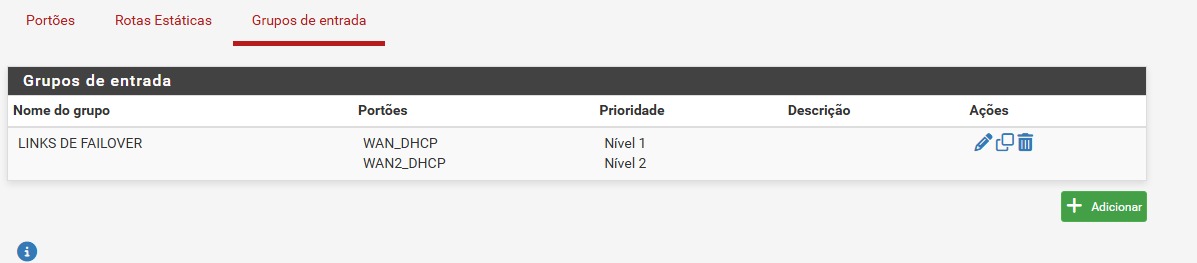 Portões Rotas Estáticas Grupos de entrada
Grupos de entrada
Nome do grupo Portões Prioridade Descrição Ações
LINKS DE FAILOVER WAN_DHCP Nível 1
WAN2_DHCP Nível 2
Adicionar